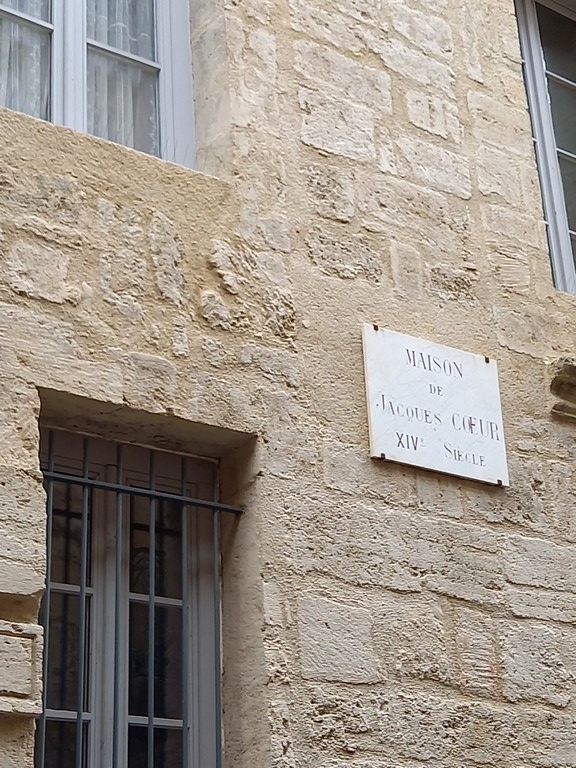 MAISON
DE
JACQUES CŒUR
XIVᵉ SIÈCLE